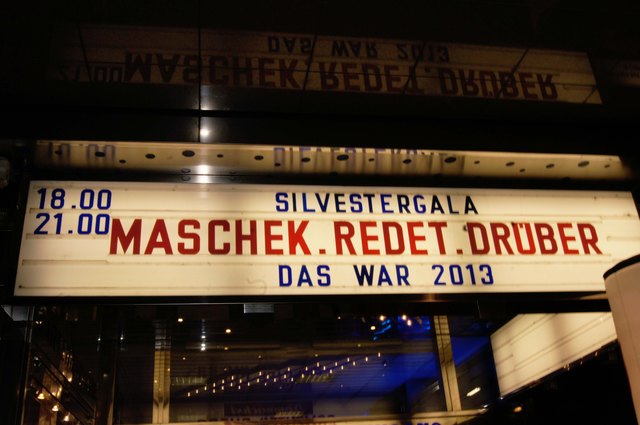 18.00 SILVESTERGALA
21.00 MASCHEK.REDET.DRÜBER
DAS WAR 2013